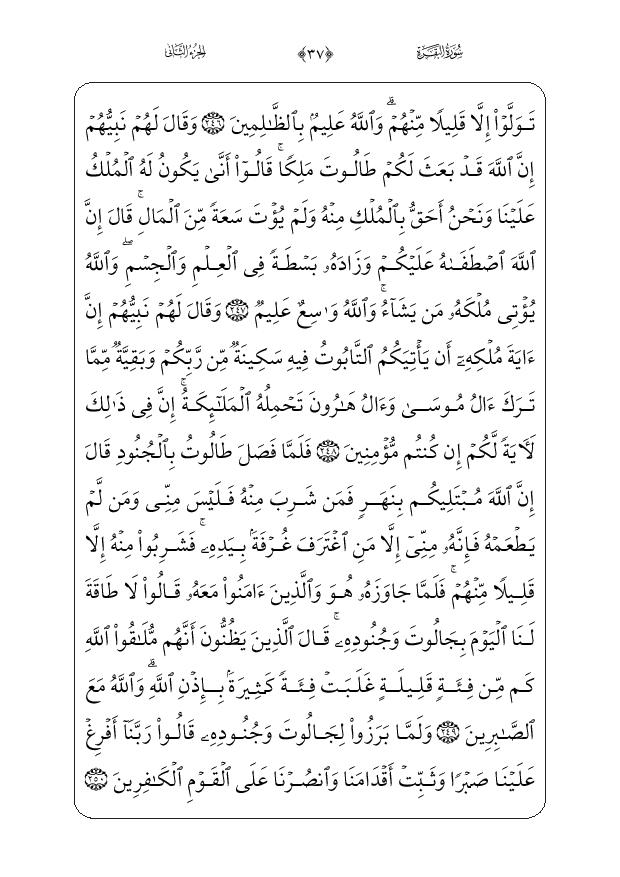 سُورَةُ البَقَرَةِ ﴿٣٧﴾ الجزءُ الثَّانِي
تَوَلَّوۡاْ إِلَّا قَلِيلٗا مِّنۡهُمۡۚ وَٱللَّهُ عَلِيمُۢ بِٱلظَّٰلِمِينَ ٢٤٦ وَقَالَ لَهُمۡ نَبِيُّهُمۡ
إِنَّ ٱللَّهَ قَدۡ بَعَثَ لَكُمۡ طَالُوتَ مَلِكٗاۚ قَالُوٓاْ أَنَّىٰ يَكُونُ لَهُ ٱلۡمُلۡكُ
عَلَيۡنَا وَنَحۡنُ أَحَقُّ بِٱلۡمُلۡكِ مِنۡهُ وَلَمۡ يُؤۡتَ سَعَةٗ مِّنَ ٱلۡمَالِۚ قَالَ إِنَّ
ٱللَّهَ ٱصۡطَفَىٰهُ عَلَيۡكُمۡ وَزَادَهُۥ بَسۡطَةٗ فِي ٱلۡعِلۡمِ وَٱلۡجِسۡمِۖ وَٱللَّهُ
يُؤۡتِي مُلۡكَهُۥ مَن يَشَآءُۚ وَٱللَّهُ وَٰسِعٌ عَلِيمٞ ٢٤٧ وَقَالَ لَهُمۡ نَبِيُّهُمۡ إِنَّ
ءَايَةَ مُلۡكِهِۦٓ أَن يَأۡتِيَكُمُ ٱلتَّابُوتُ فِيهِ سَكِينَةٞ مِّن رَّبِّكُمۡ وَبَقِيَّةٞ مِّمَّا
تَرَكَ ءَالُ مُوسَىٰ وَءَالُ هَٰرُونَ تَحۡمِلُهُ ٱلۡمَلَٰٓئِكَةُۚ إِنَّ فِي ذَٰلِكَ
لَأٓيَةٗ لَّكُمۡ إِن كُنتُم مُّؤۡمِنِينَ ٢٤٨ فَلَمَّا فَصَلَ طَالُوتُ بِٱلۡجُنُودِ قَالَ
إِنَّ ٱللَّهَ مُبۡتَلِيكُم بِنَهَرٖ فَمَن شَرِبَ مِنۡهُ فَلَيۡسَ مِنِّي وَمَن لَّمۡ
يَطۡعَمۡهُ فَإِنَّهُۥ مِنِّيٓ إِلَّا مَنِ ٱغۡتَرَفَ غُرۡفَةَۢ بِيَدِهِۦۚ فَشَرِبُواْ مِنۡهُ إِلَّا
قَلِيلٗا مِّنۡهُمۡۚ فَلَمَّا جَاوَزَهُۥ هُوَ وَٱلَّذِينَ ءَامَنُواْ مَعَهُۥ قَالُواْ لَا طَاقَةَ
لَنَا ٱلۡيَوۡمَ بِجَالُوتَ وَجُنُودِهِۦۚ قَالَ ٱلَّذِينَ يَظُنُّونَ أَنَّهُم مُّلَٰقُواْ ٱللَّهِ
كَم مِّن فِئَةٖ قَلِيلَةٍ غَلَبَتۡ فِئَةٗ كَثِيرَةَۢ بِإِذۡنِ ٱللَّهِۗ وَٱللَّهُ مَعَ
ٱلصَّٰبِرِينَ ٢٤٩ وَلَمَّا بَرَزُواْ لِجَالُوتَ وَجُنُودِهِۦ قَالُواْ رَبَّنَآ أَفۡرِغۡ
عَلَيۡنَا صَبۡرٗا وَثَبِّتۡ أَقۡدَامَنَا وَٱنصُرۡنَا عَلَى ٱلۡقَوۡمِ ٱلۡكَٰفِرِينَ ٢٥٠